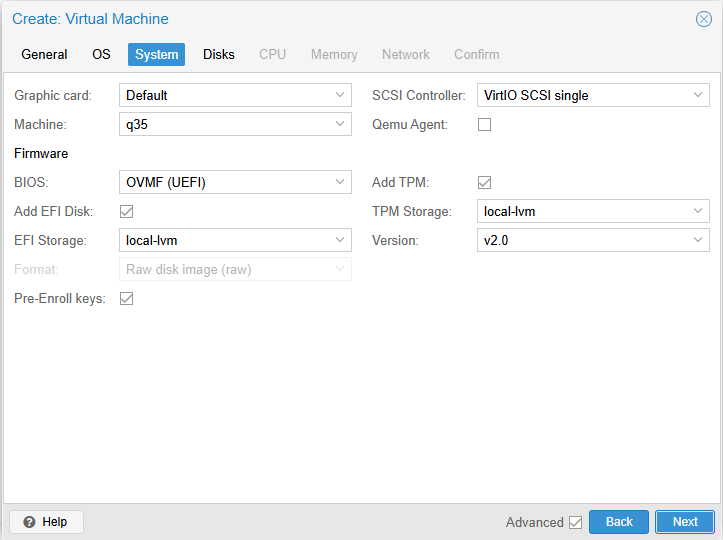 Create: Virtual Machine
General OS System Disks CPU Memory Network Confirm
Graphic card: Default SCSI Controller: VirtIO SCSI single
Machine: q35 Qemu Agent:
Firmware
BIOS: OVMF (UEFI) Add TPM:
Add EFI Disk: TPM Storage: local-lvm
EFI Storage: local-lvm Version: v2.0
Format: Raw disk image (raw)
Pre-Enroll keys:
Help Advanced Back Next